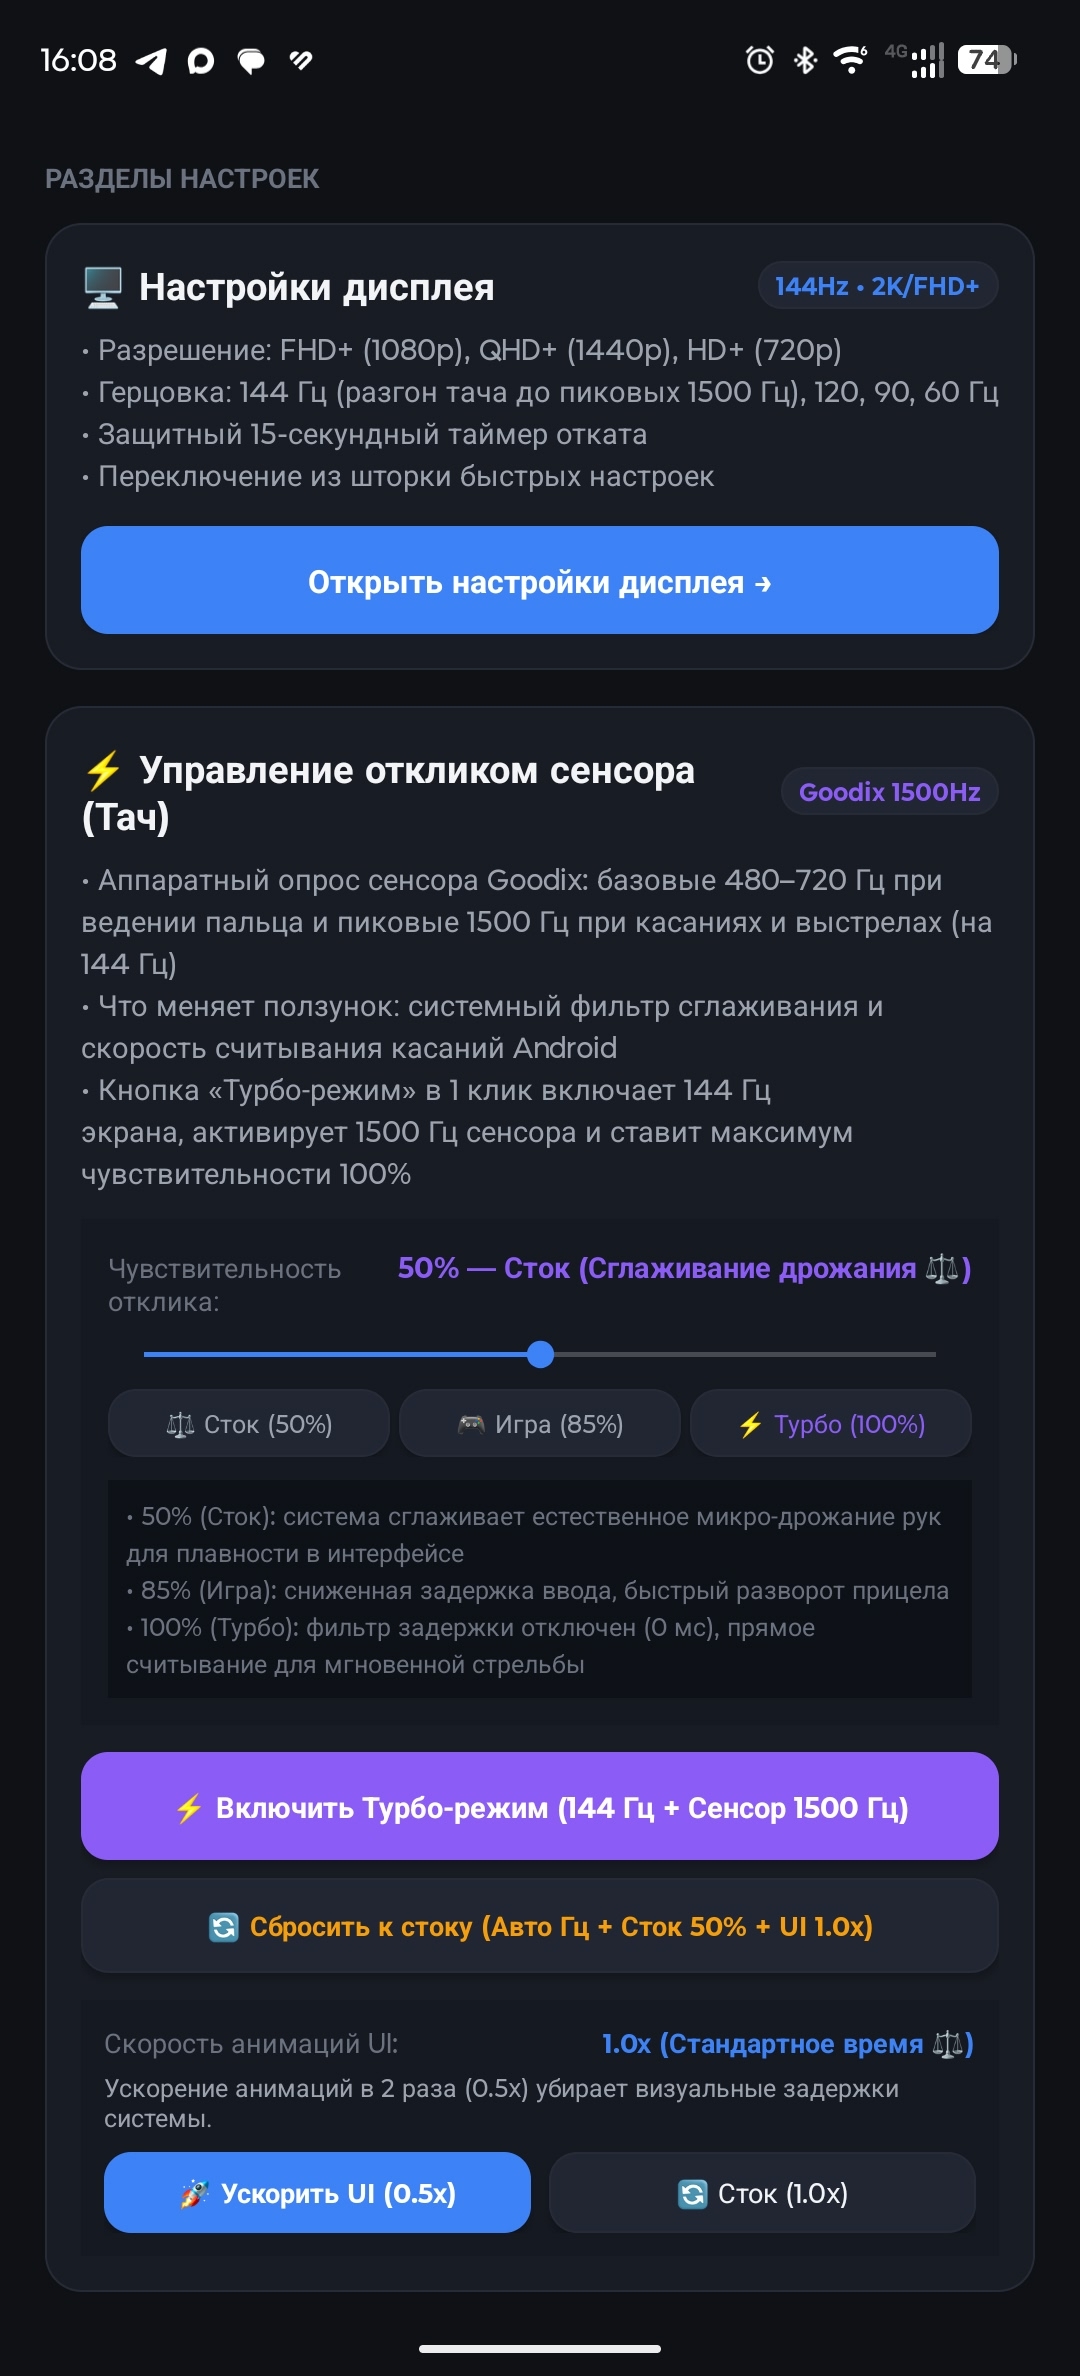 16:08
6 4G 74
РАЗДЕЛЫ НАСТРОЕК
🖥️ Настройки дисплея 144Hz • 2K/FHD+
• Разрешение: FHD+ (1080p), QHD+ (1440p), HD+ (720p)
• Герцовка: 144 Гц (разгон тача до пиковых 1500 Гц), 120, 90, 60 Гц
• Защитный 15-секундный таймер отката
• Переключение из шторки быстрых настроек
Открыть настройки дисплея →
⚡ Управление откликом сенсора
(Тач)
Goodix 1500Hz
• Аппаратный опрос сенсора Goodix: базовые 480–720 Гц при
ведении пальца и пиковые 1500 Гц при касаниях и выстрелах (на
144 Гц)
• Что меняет ползунок: системный фильтр сглаживания и
скорость считывания касаний Android
• Кнопка «Турбо-режим» в 1 клик включает 144 Гц
экрана, активирует 1500 Гц сенсора и ставит максимум
чувствительности 100%
Чувствительность
отклика:
50% — Сток (Сглаживание дрожания ⚖️)
⚖️ Сток (50%) 🎮 Игра (85%) ⚡ Турбо (100%)
• 50% (Сток): система сглаживает естественное микро-дрожание рук
для плавности в интерфейсе
• 85% (Игра): сниженная задержка ввода, быстрый разворот прицела
• 100% (Турбо): фильтр задержки отключен (0 мс), прямое
считывание для мгновенной стрельбы
⚡ Включить Турбо-режим (144 Гц + Сенсор 1500 Гц)
🔄 Сбросить к стоку (Авто Гц + Сток 50% + UI 1.0x)
Скорость анимаций UI: 1.0x (Стандартное время ⚖️)
Ускорение анимаций в 2 раза (0.5x) убирает визуальные задержки
системы.
🚀 Ускорить UI (0.5x) 🔄 Сток (1.0x)